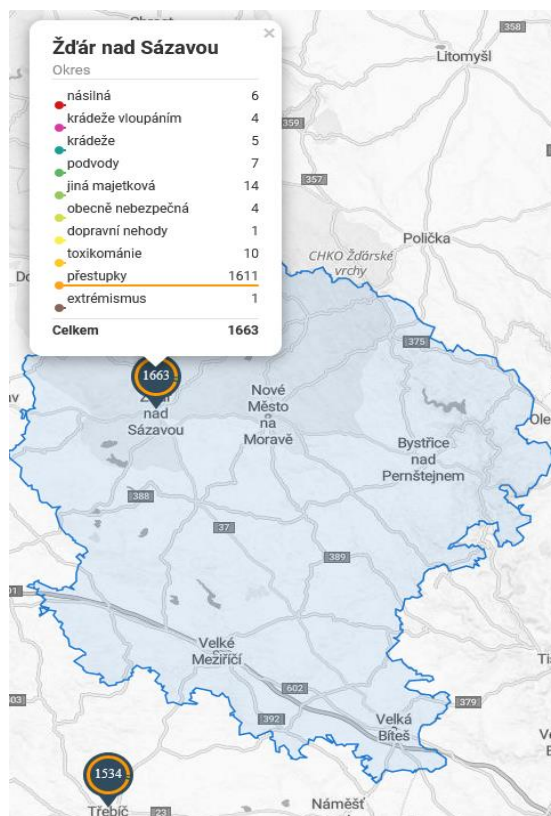 358
Litomyšl
Žďár nad Sázavou
×
Okres
násilná 6
krádeže vloupáním 4
krádeže 5
podvody 7
jiná majetková 14
obecně nebezpečná 4
dopravní nehody 1
toxikománie 10
přestupky 1611
extrémismus 1
Celkem 1663
359
357
Polička
CHKO Žďárské
vrchy
375
1663
nad
Sázavou
Nové
Město
na
Moravě
Bystřice
nad
Pernštejnem
388
37
389
Velké
Meziříčí
602
392
379
Velká
Bíteš
1534
Třebíč
23
Náměšť